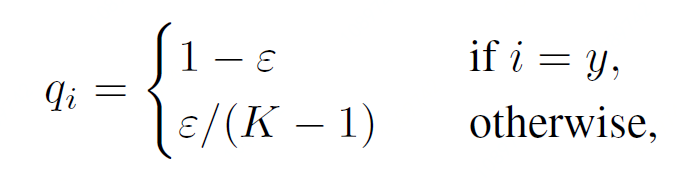 q_i = { 1 − ε if i = y,
ε/(K − 1) otherwise,